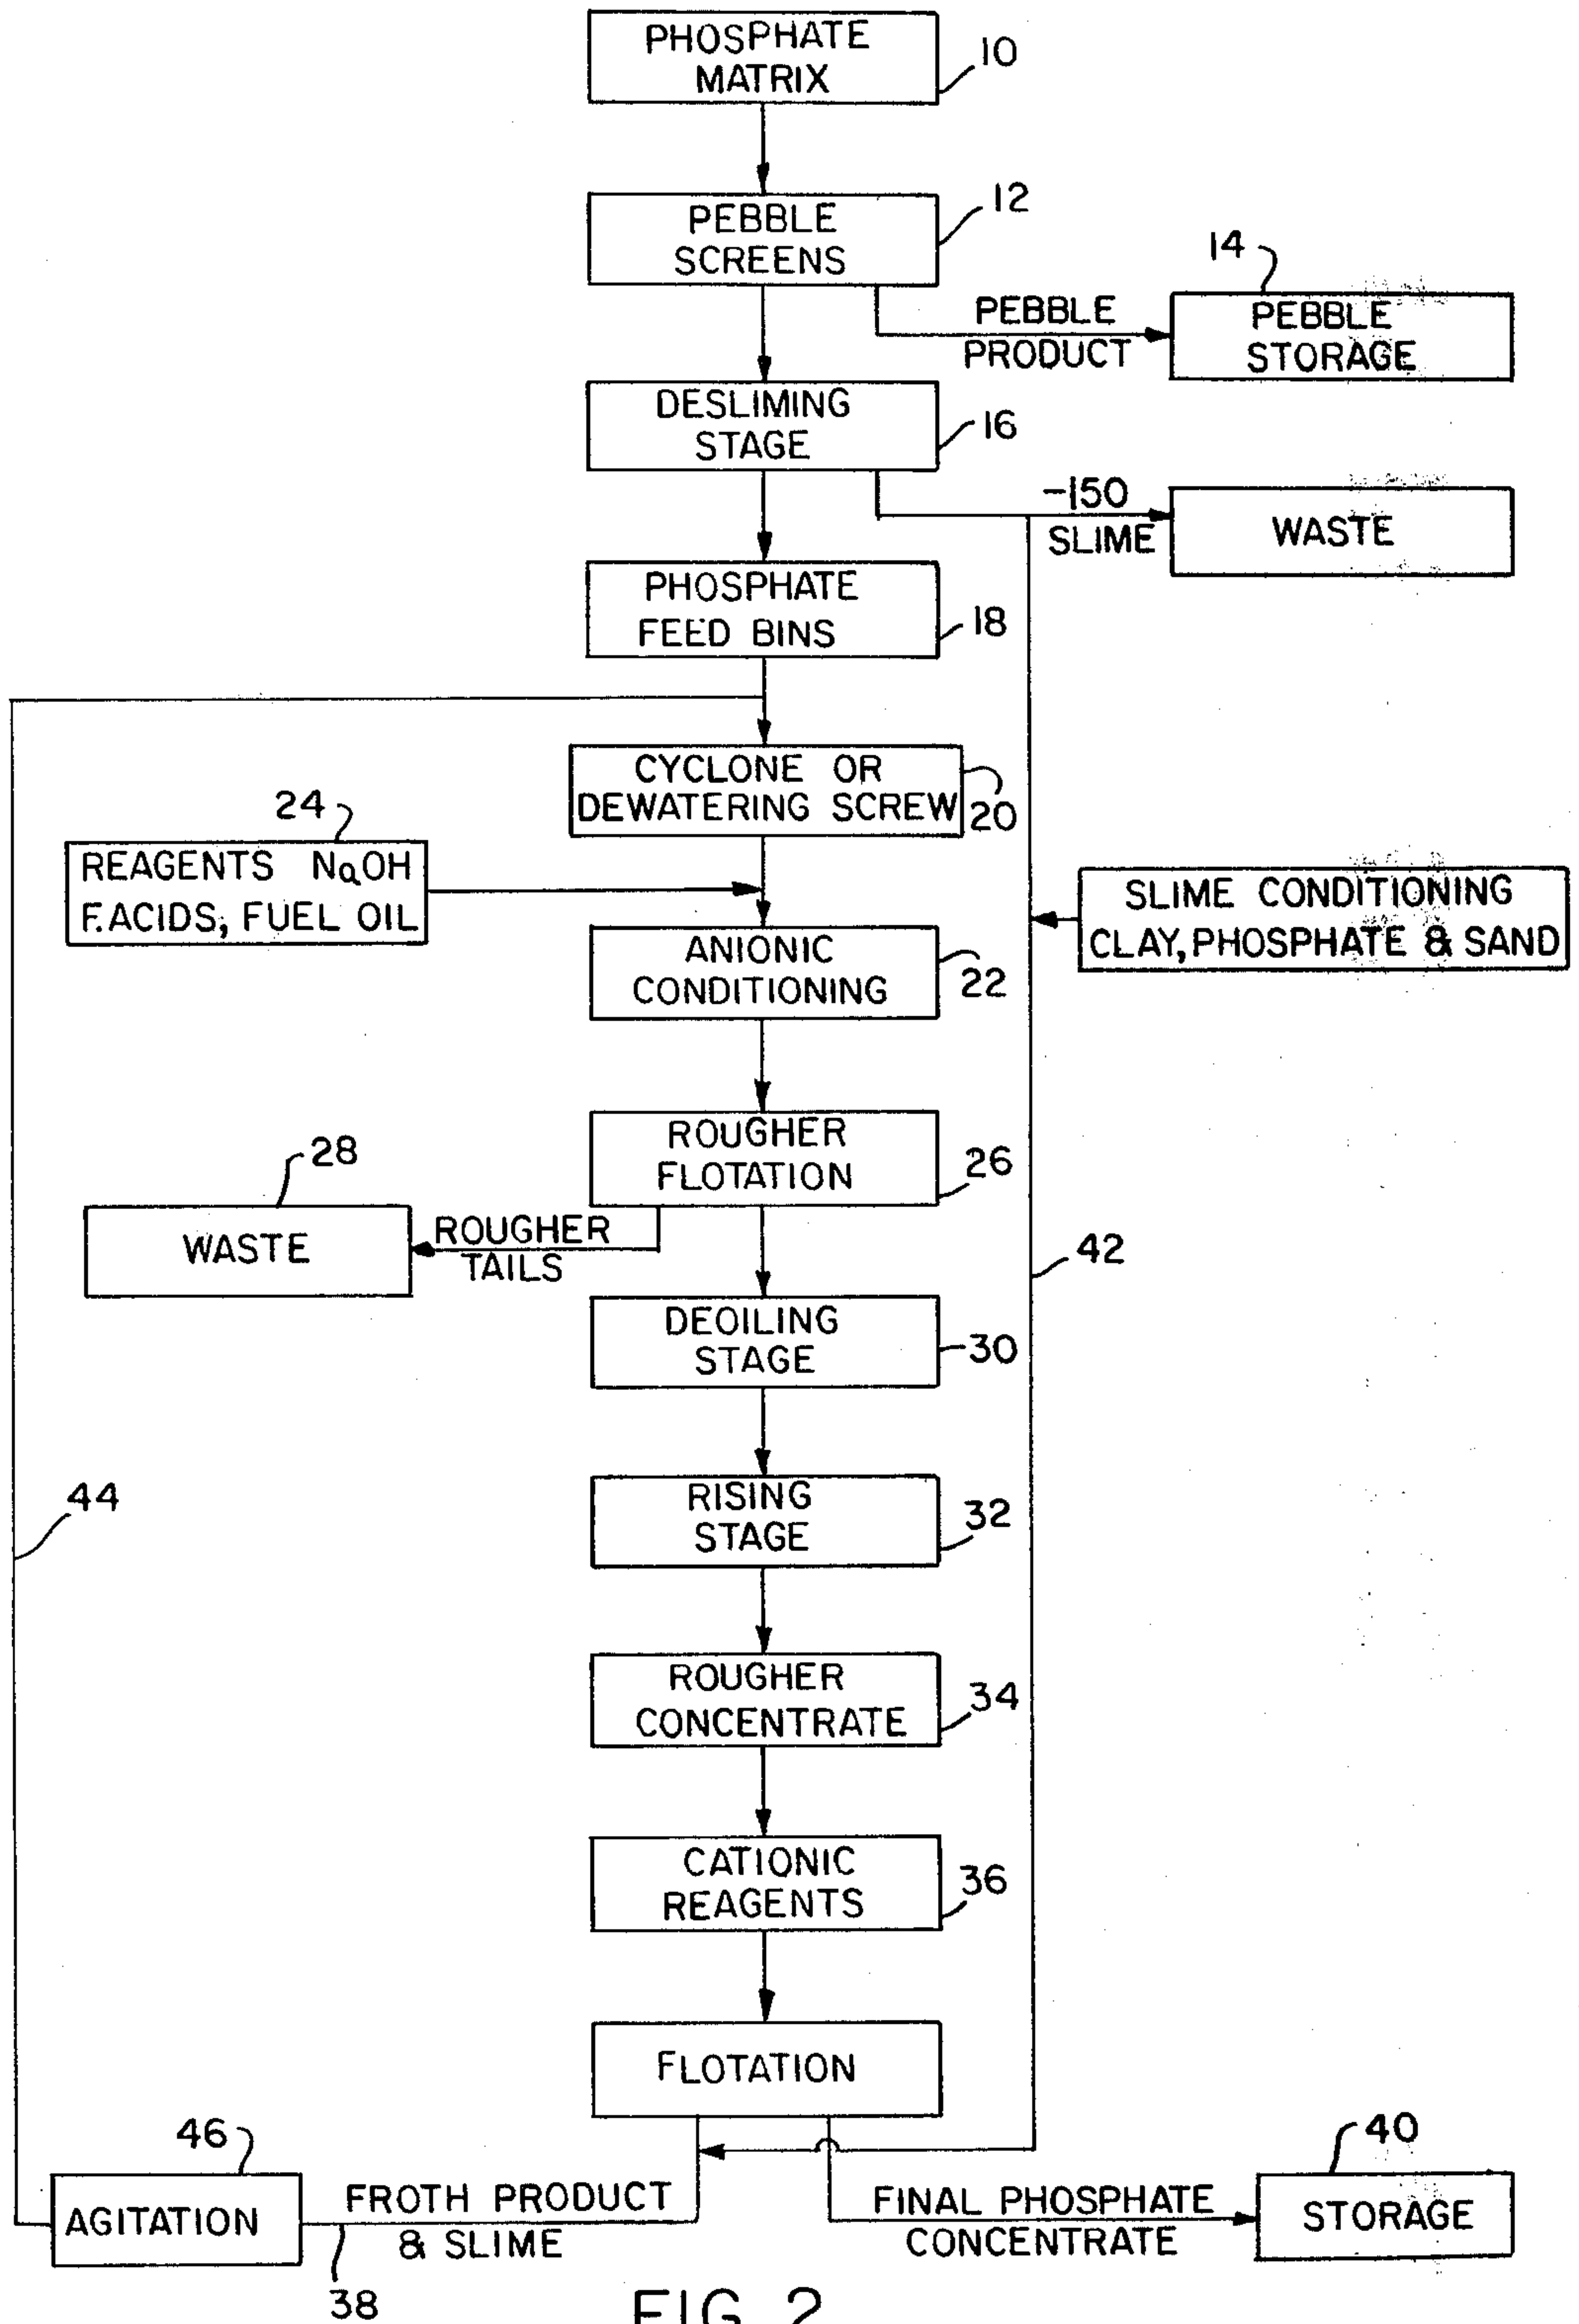 PHOSPHATE
MATRIX
10
PEBBLE
SCREENS
12
14
PEBBLE
PRODUCT
PEBBLE
STORAGE
DESLIMING
STAGE
16
-150
SLIME
WASTE
PHOSPHATE
FEED BINS
18
CYCLONE OR
DEWATERING SCREW
20
24
REAGENTS NaOH
F.ACIDS, FUEL OIL
SLIME CONDITIONING
CLAY, PHOSPHATE & SAND
ANIONIC
CONDITIONING
22
ROUGHER
FLOTATION
26
28
WASTE
ROUGHER
TAILS
42
DEOILING
STAGE
30
44
RISING
STAGE
32
ROUGHER
CONCENTRATE
34
CATIONIC
REAGENTS
36
FLOTATION
46
AGITATION
FROTH PRODUCT
& SLIME
38
FINAL PHOSPHATE
CONCENTRATE
40
STORAGE
FIG. 2